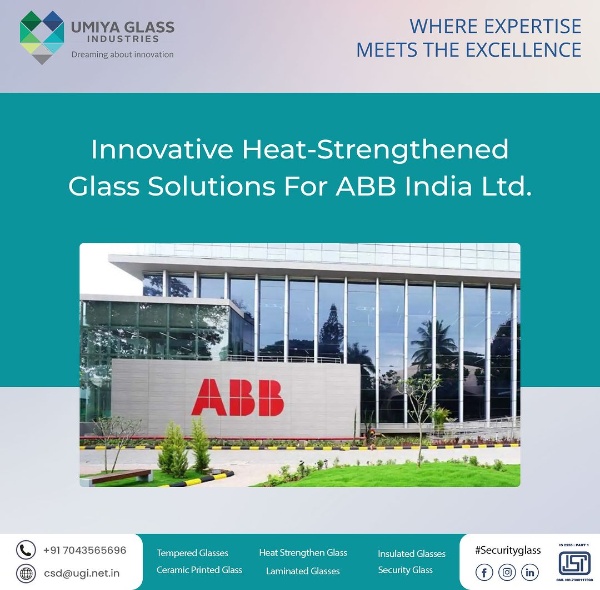 UMIYA GLASS
INDUSTRIES
Dreaming about innovation
WHERE EXPERTISE
MEETS THE EXCELLENCE
Innovative Heat-Strengthened
Glass Solutions For ABB India Ltd.
ABB
+91 7043565696
csd@ugi.net.in
Tempered Glasses
Heat Strengthen Glass
Insulated Glasses
Ceramic Printed Glass
Laminated Glasses
Security Glass
#Securityglass
ISI